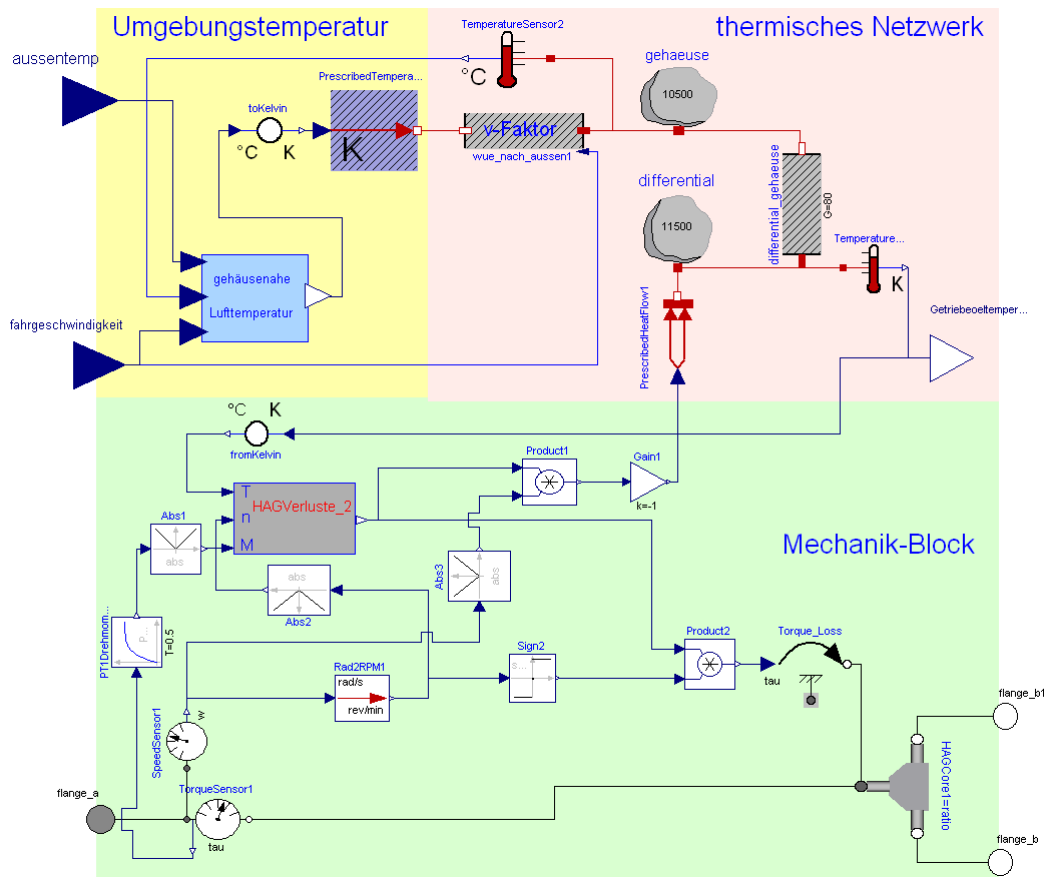 Umgebungstemperatur
thermisches Netzwerk
TemperatureSensor2
aussentemp
gehaeuse
°C
PrescribedTempera...
10500
toKelvin
v-Faktor
°C
K
K
wue_nach_aussen1
differential
differential_gehaeuse
G=80
11500
Temperature...
K
gehäusenahe
Lufttemperatur
fahrgeschwindigkeit
PrescribedHeatFlow1
Getriebeoeltemper...
°C
K
fromKelvin
Product1
Gain1
k=-1
T
n
M
HAGVerluste_2
Abs1
abs
Abs3
abs
Mechanik-Block
abs
Abs2
PT1Drehmom...
P...
T=0.5
Product2
Torque_Loss
Sign2
s...
tau
Rad2RPM1
rad/s
rev/min
flange_b1
SpeedSensor1
w
HAGCore1=ratio
flange_a
TorqueSensor1
tau
flange_b